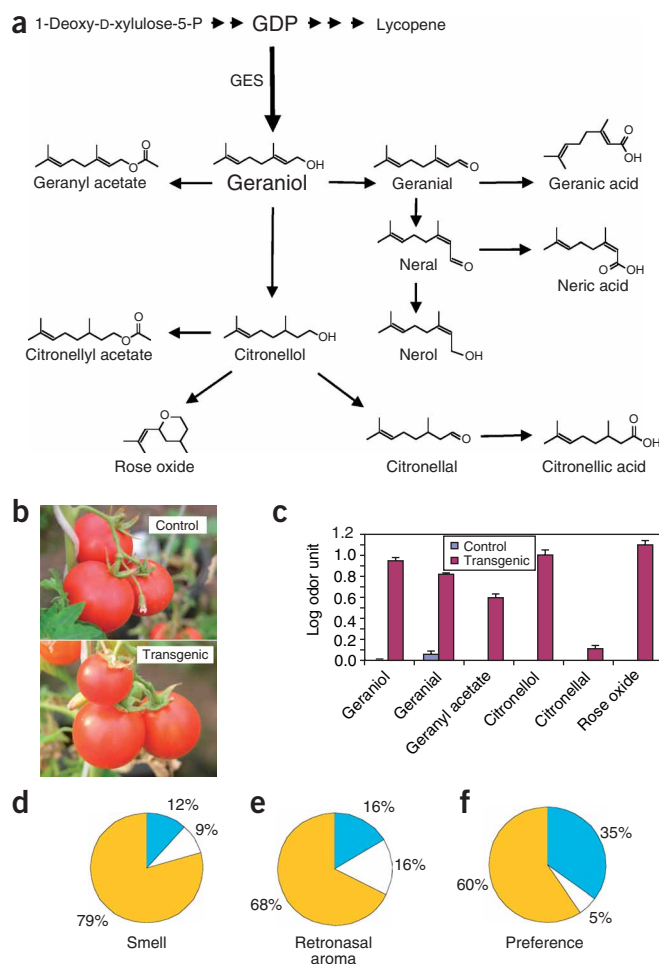 a
1-Deoxy-D-xylulose-5-P GDP Lycopene
GES
O
O
OH
O
O
OH
Geranyl acetate Geraniol Geranial Geranic acid
O
O
OH
Neral Neric acid
O
O
OH
OH
Citronellyl acetate Citronellol Nerol
O
O
O
OH
Rose oxide Citronellal Citronellic acid
b
Control
Transgenic
c
Log odor unit
1.2
1.0
0.8
0.6
0.4
0.2
0.0
Control
Transgenic
Geraniol
Geranial
Geranyl acetate
Citronellol
Citronellal
Rose oxide
d
12%
9%
79%
Smell
e
16%
16%
68%
Retronasal
aroma
f
35%
5%
60%
Preference